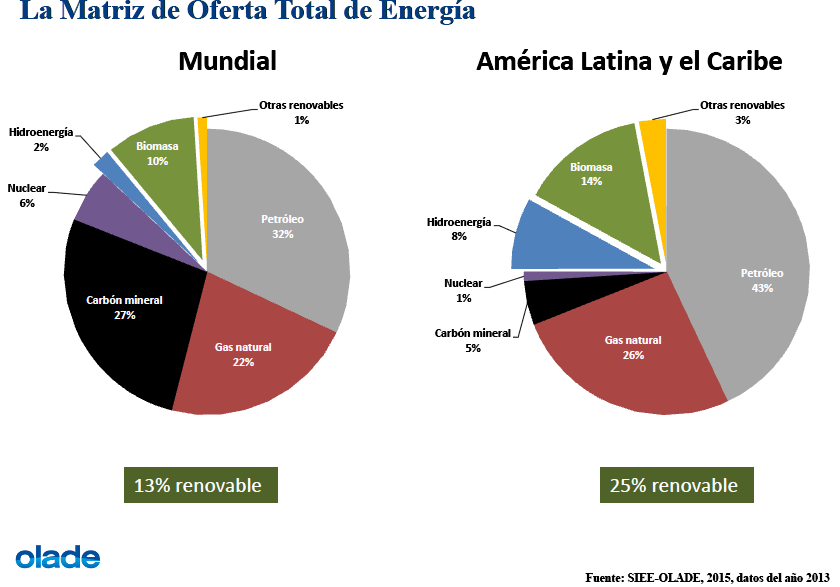 La Matriz de Oferta Total de Energía
Mundial
Otras renovables
1%
Hidroenergía
2%
Biomasa
10%
Nuclear
6%
Petróleo
32%
Carbón mineral
27%
Gas natural
22%
13% renovable
América Latina y el Caribe
Otras renovables
3%
Biomasa
14%
Hidroenergía
8%
Petróleo
43%
Nuclear
1%
Carbón mineral
5%
Gas natural
26%
25% renovable
olade
Fuente: SIEE-OLADE, 2015, datos del año 2013